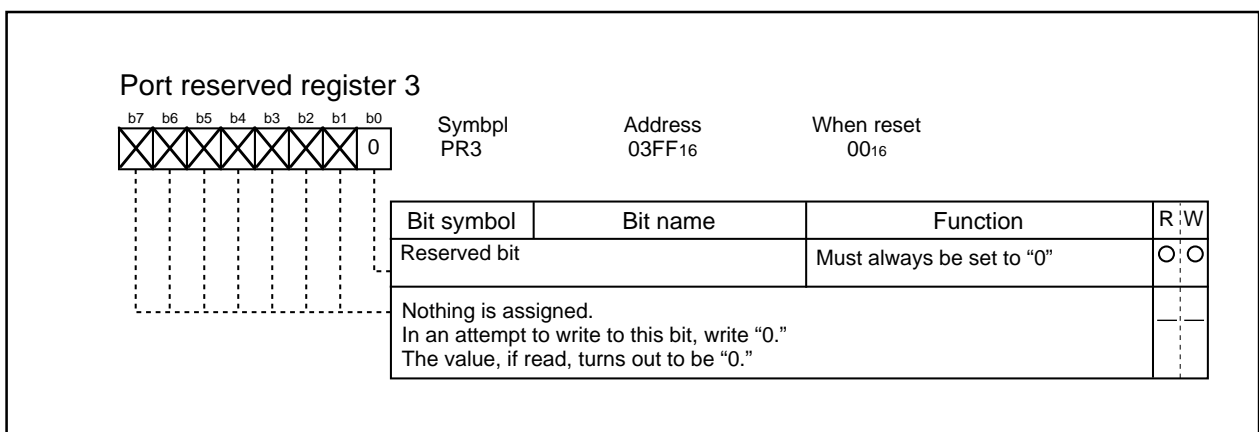 Port reserved register 3
b7 b6 b5 b4 b3 b2 b1 b0
0
Symbpl Address When reset
PR3 03FF16 0016
Bit symbol Bit name Function R W
Reserved bit Must always be set to “0” O O
Nothing is assigned.
In an attempt to write to this bit, write “0.”
The value, if read, turns out to be “0.”
— —